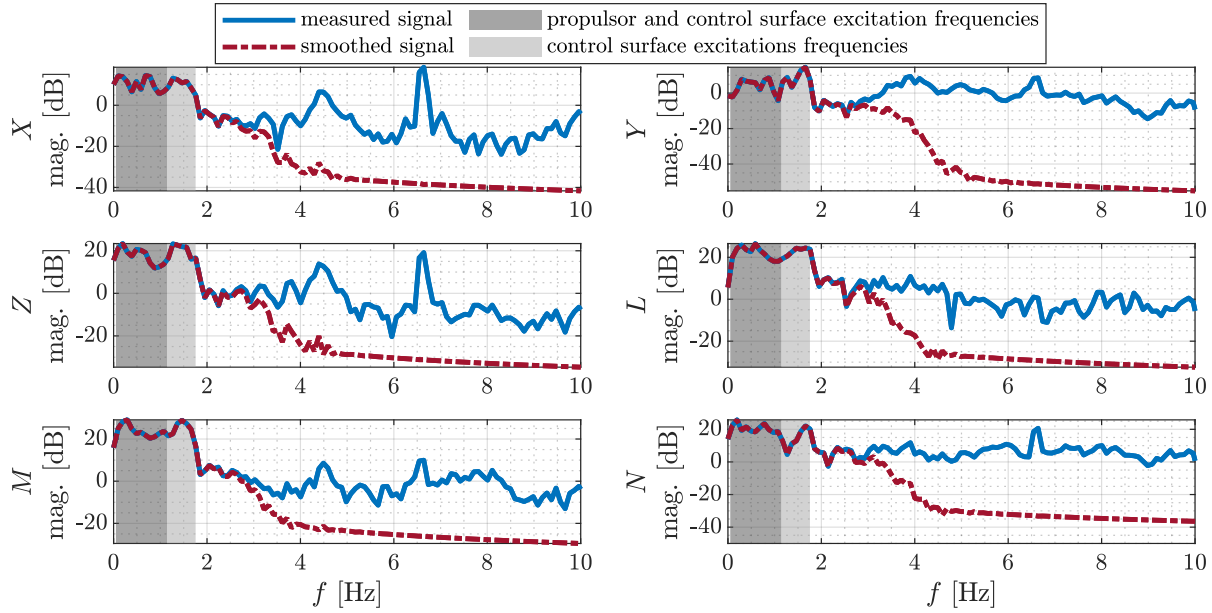 measured signal propulsor and control surface excitation frequencies
smoothed signal control surface excitations frequencies
X
mag. [dB]
0
-20
-40
0 2 4 6 8 10
Y
mag. [dB]
0
-20
-40
0 2 4 6 8 10
Z
mag. [dB]
20
0
-20
0 2 4 6 8 10
L
mag. [dB]
20
0
-20
0 2 4 6 8 10
M
mag. [dB]
20
0
-20
0 2 4 6 8 10
f [Hz]
N
mag. [dB]
20
0
-20
-40
0 2 4 6 8 10
f [Hz]